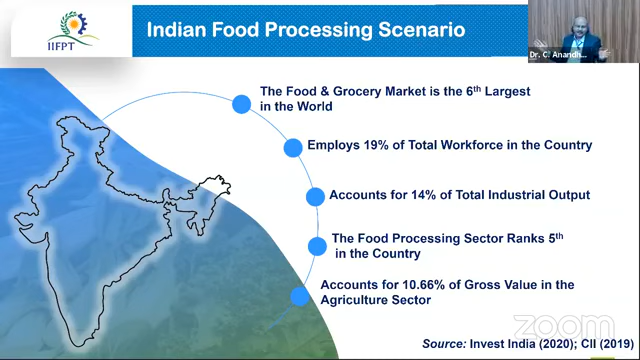 IIFPT
Indian Food Processing Scenario
Dr. C. Anandh...
The Food & Grocery Market is the 6th Largest
in the World
Employs 19% of Total Workforce in the Country
Accounts for 14% of Total Industrial Output
The Food Processing Sector Ranks 5th
in the Country
Accounts for 10.66% of Gross Value in the
Agriculture Sector
zoom
Source: Invest India (2020); CII (2019)